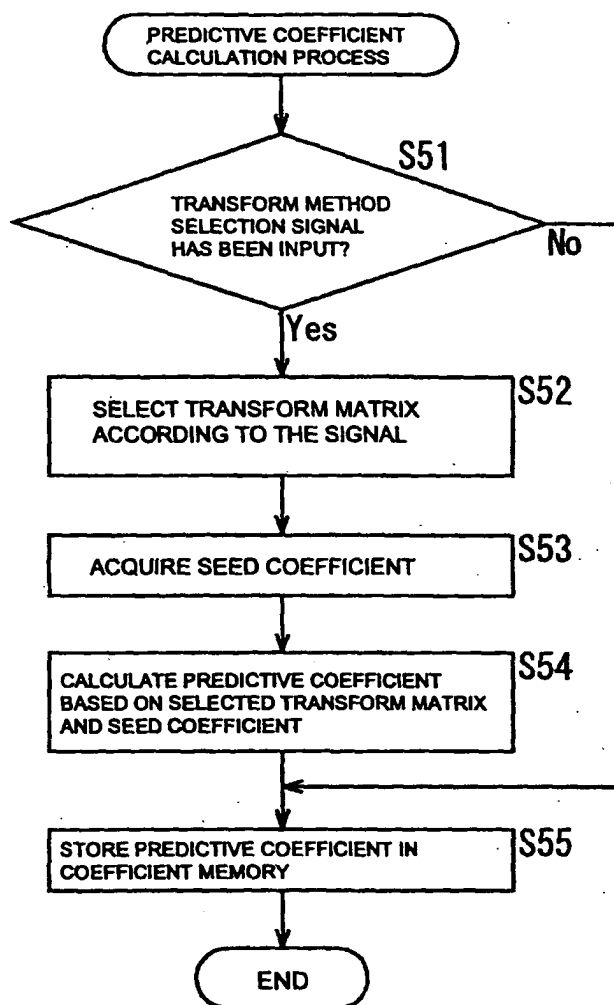 PREDICTIVE COEFFICIENT
CALCULATION PROCESS
S51
TRANSFORM METHOD
SELECTION SIGNAL
HAS BEEN INPUT?
No
Yes
S52
SELECT TRANSFORM MATRIX
ACCORDING TO THE SIGNAL
S53
ACQUIRE SEED COEFFICIENT
S54
CALCULATE PREDICTIVE COEFFICIENT
BASED ON SELECTED TRANSFORM MATRIX
AND SEED COEFFICIENT
S55
STORE PREDICTIVE COEFFICIENT IN
COEFFICIENT MEMORY
END